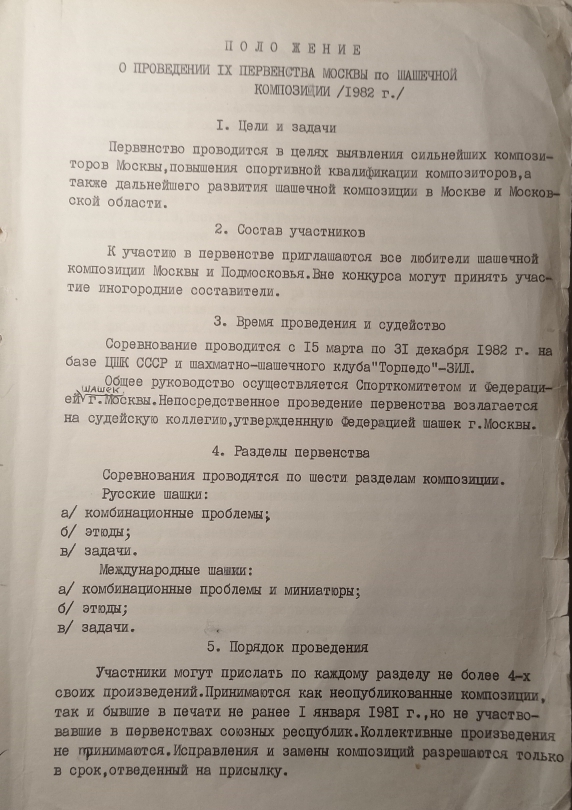 П О Л О Ж Е Н И Е
О ПРОВЕДЕНИИ IX ПЕРВЕНСТВА МОСКВЫ по ШАШЕЧНОЙ
КОМПОЗИЦИИ /1982 г./
I. Цели и задачи
Первенство проводится в целях выявления сильнейших компози-
торов Москвы,повышения спортивной квалификации композиторов,а
также дальнейшего развития шашечной композиции в Москве и Москов-
ской области.
2. Состав участников
К участию в первенстве приглашаются все любители шашечной
композиции Москвы и Подмосковья.Вне конкурса могут принять учас-
тие иногородние составители.
3. Время проведения и судейство
Соревнование проводится с 15 марта по 31 декабря 1982 г. на
базе ЦШК СССР и шахматно-шашечного клуба"Торпедо"-ЗИЛ.
Общее руководство осуществляется Спорткомитетом и Федераци-
шашек
ей г.Москвы.Непосредственное проведение первенства возлагается
на судейскую коллегию,утвержденнную Федерацией шашек г.Москвы.
4. Разделы первенства
Соревнования проводятся по шести разделам композиции.
Русские шашки:
а/ комбинационные проблемы;
б/ этюды;
в/ задачи.
Международные шашки:
а/ комбинационные проблемы и миниатюры;
б/ этюды;
в/ задачи.
5. Порядок проведения
Участники могут прислать по каждому разделу не более 4-х
своих произведений.Принимаются как неопубликованные композиции,
так и бывшие в печати не ранее I января 1981 г.,но не участво-
вавшие в первенствах союзных республик.Коллективные произведения
не принимаются.Исправления и замены композиций разрешаются только
в срок,отведенный на присылку.